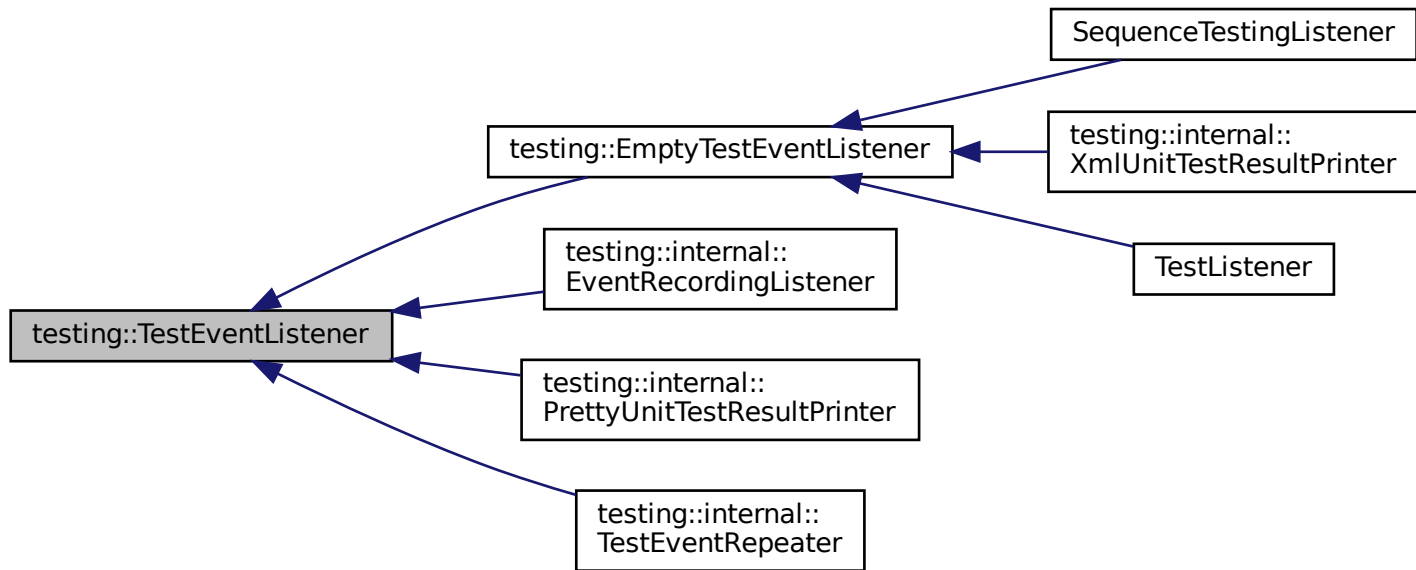 SequenceTestingListener
testing::EmptyTestEventListener
testing::internal::
XmlUnitTestResultPrinter
testing::internal::
EventRecordingListener
TestListener
testing::TestEventListener
testing::internal::
PrettyUnitTestResultPrinter
testing::internal::
TestEventRepeater